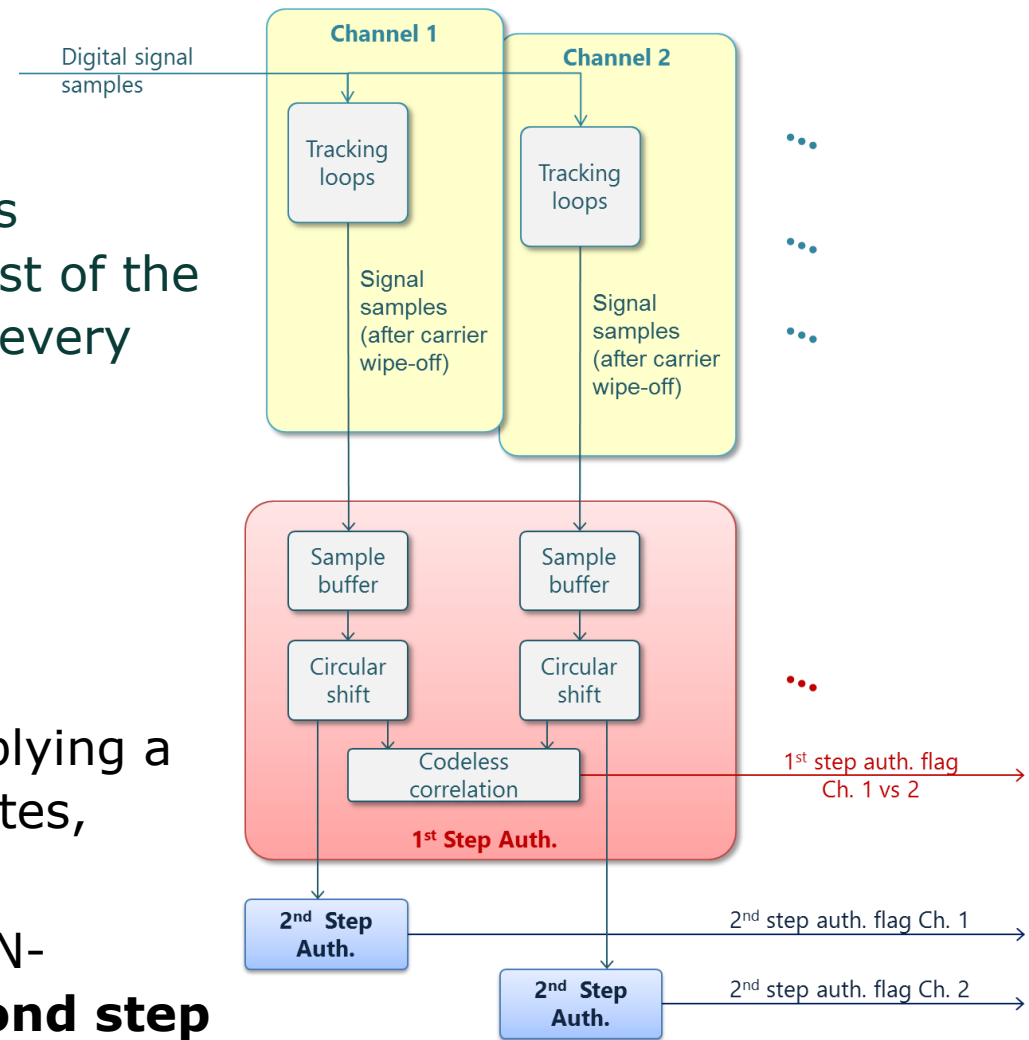 Channel 1
Channel 2
Digital signal
samples
Tracking
loops
Tracking
loops
Signal
samples
(after carrier
wipe-off)
Signal
samples
(after carrier
wipe-off)
st of the
every
Sample
buffer
Sample
buffer
Circular
shift
Circular
shift
Codeless
correlation
1st step auth. flag
Ch. 1 vs 2
1st Step Auth.
a
2nd Step
Auth.
2nd step auth. flag Ch. 1
2nd Step
Auth.
2nd step auth. flag Ch. 2
step